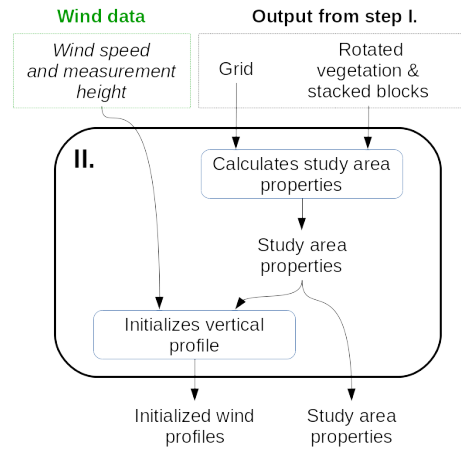 Wind data
Output from step I.
Wind speed
and measurement
height
Grid
Rotated
vegetation &
stacked blocks
II.
Calculates study area
properties
Study area
properties
Initializes vertical
profile
Initialized wind
profiles
Study area
properties